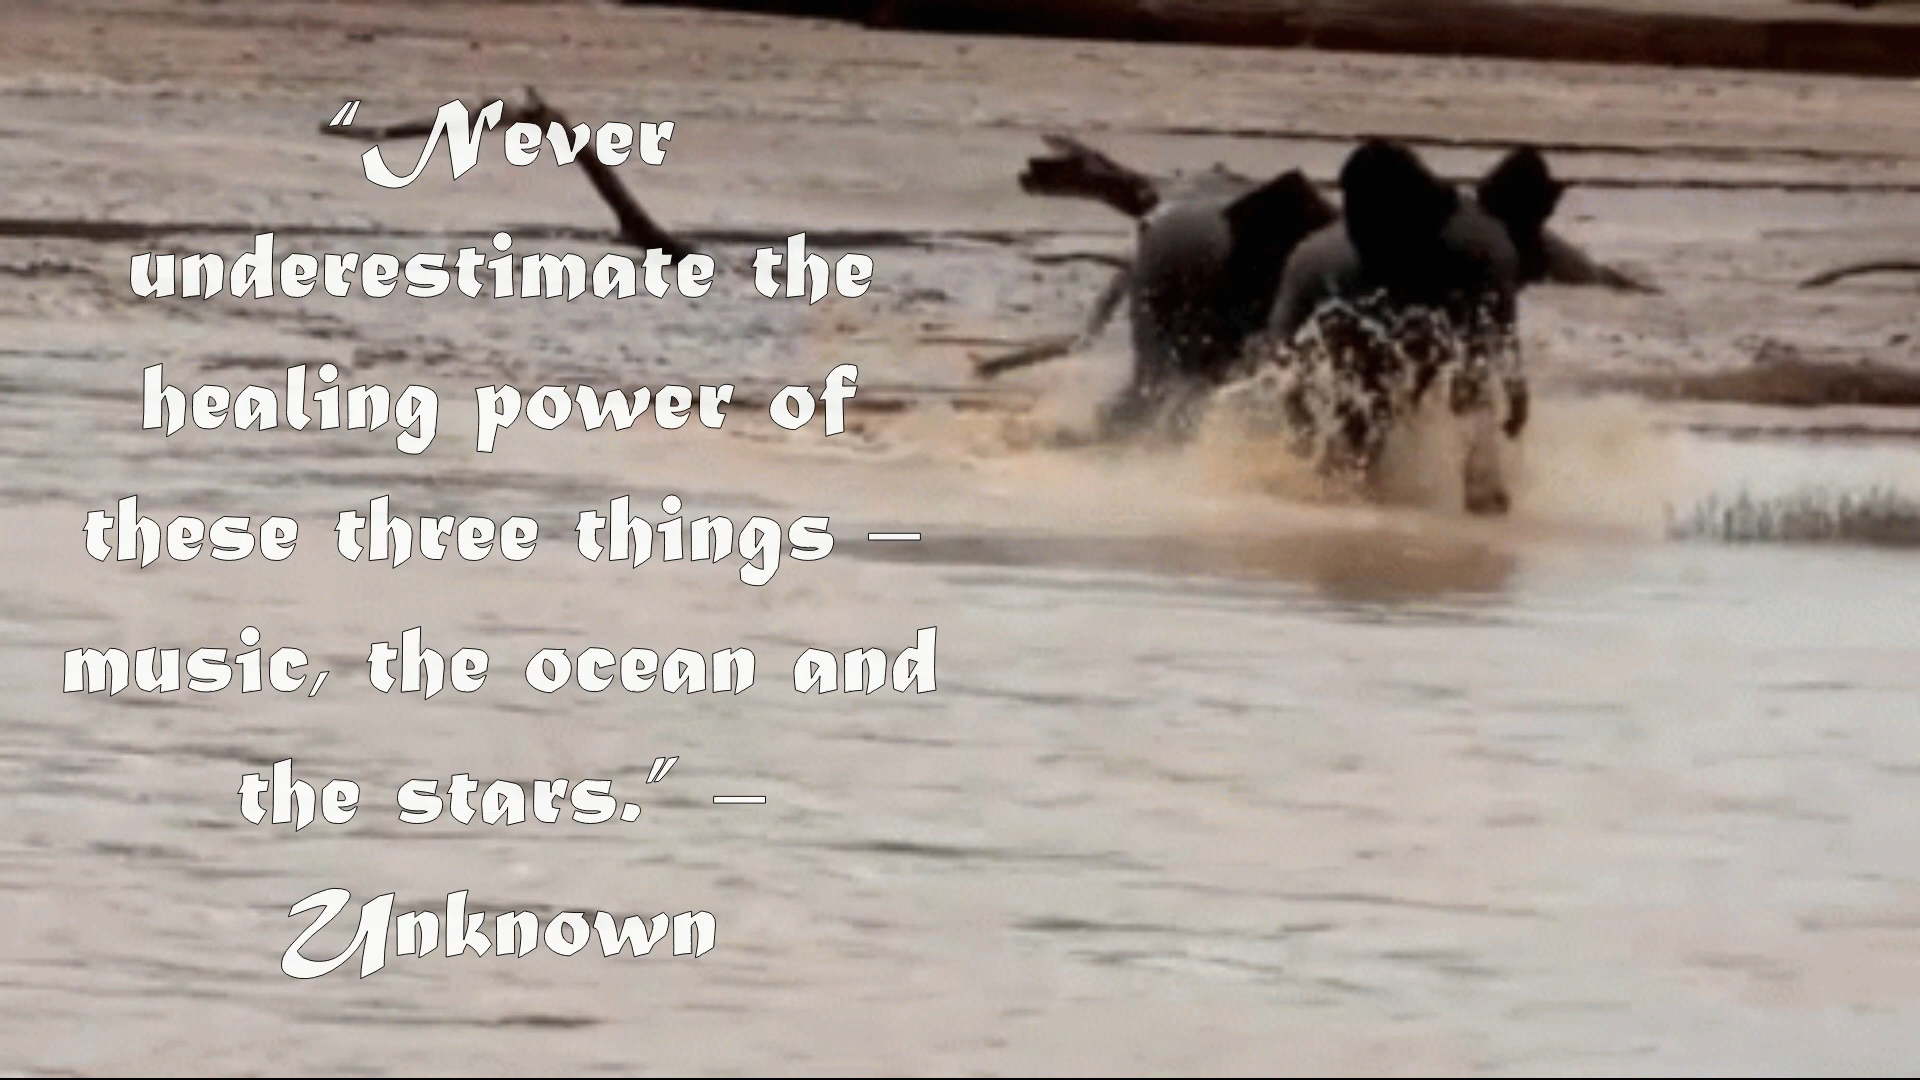 “Never
underestimate the
healing power of
these three things –
music, the ocean and
the stars.” –
Unknown